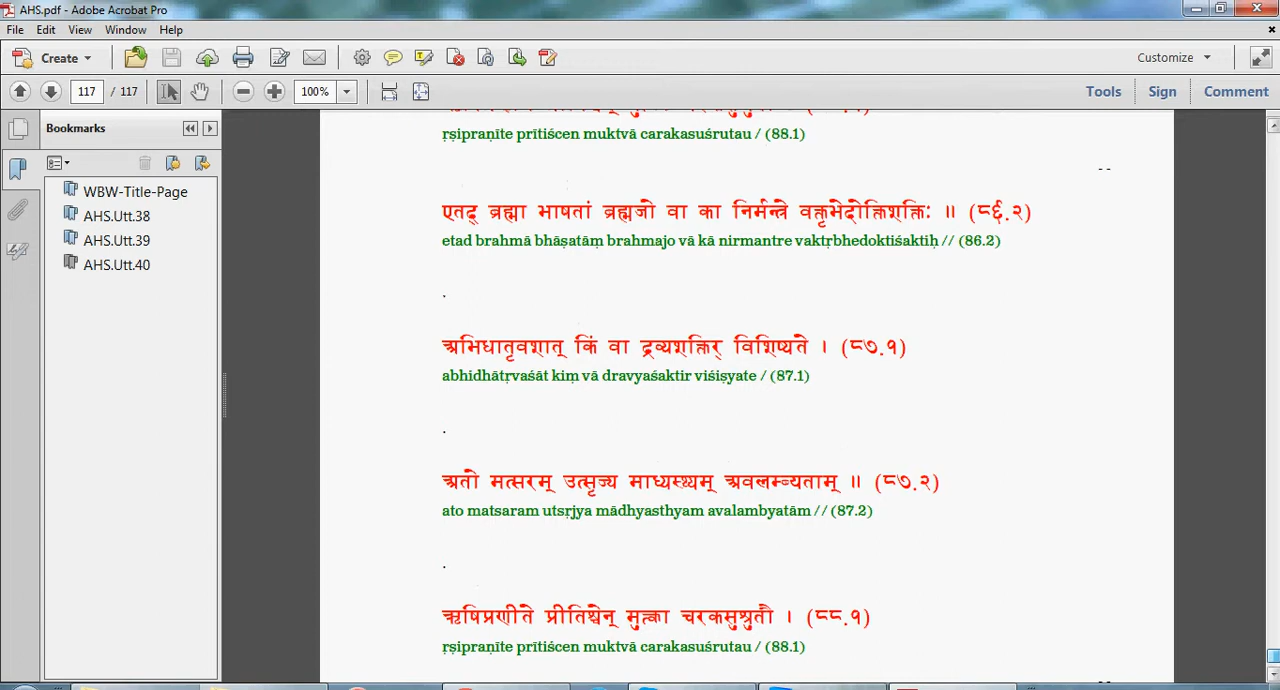 AHS.pdf - Adobe Acrobat Pro
File Edit View Window Help
Create Customize
117 / 117 100% Tools Sign Comment
Bookmarks
WBW-Title-Page
AHS.Utt.38
AHS.Utt.39
AHS.Utt.40
ṛṣipraṇīte prītiścen muktvā carakasuśrutau / (88.1)
--
एतद् ब्रह्मा भाषतां ब्रह्मजो वा का निर्मन्त्रे वक्तृभेदोक्तिशक्तिः ॥ (८६.२)
etad brahmā bhāṣatāṃ brahmajo vā kā nirmantre vaktṛbhedoktiśaktiḥ // (86.2)
.
अभिधातृवशात् किं वा द्रव्यशक्तिर् विशिष्यते । (८७.१)
abhidhātṛvaśāt kiṃ vā dravyaśaktir viśiṣyate / (87.1)
.
अतो मत्सरम् उत्सृज्य माध्यस्थ्यम् अवलम्ब्यताम् ॥ (८७.२)
ato matsaram utsṛjya mādhyasthyam avalambyatām // (87.2)
.
ऋषिप्रणीते प्रीतिश्चेन् मुक्त्वा चरकसुश्रुतौ । (८८.१)
ṛṣipraṇīte prītiścen muktvā carakasuśrutau / (88.1)